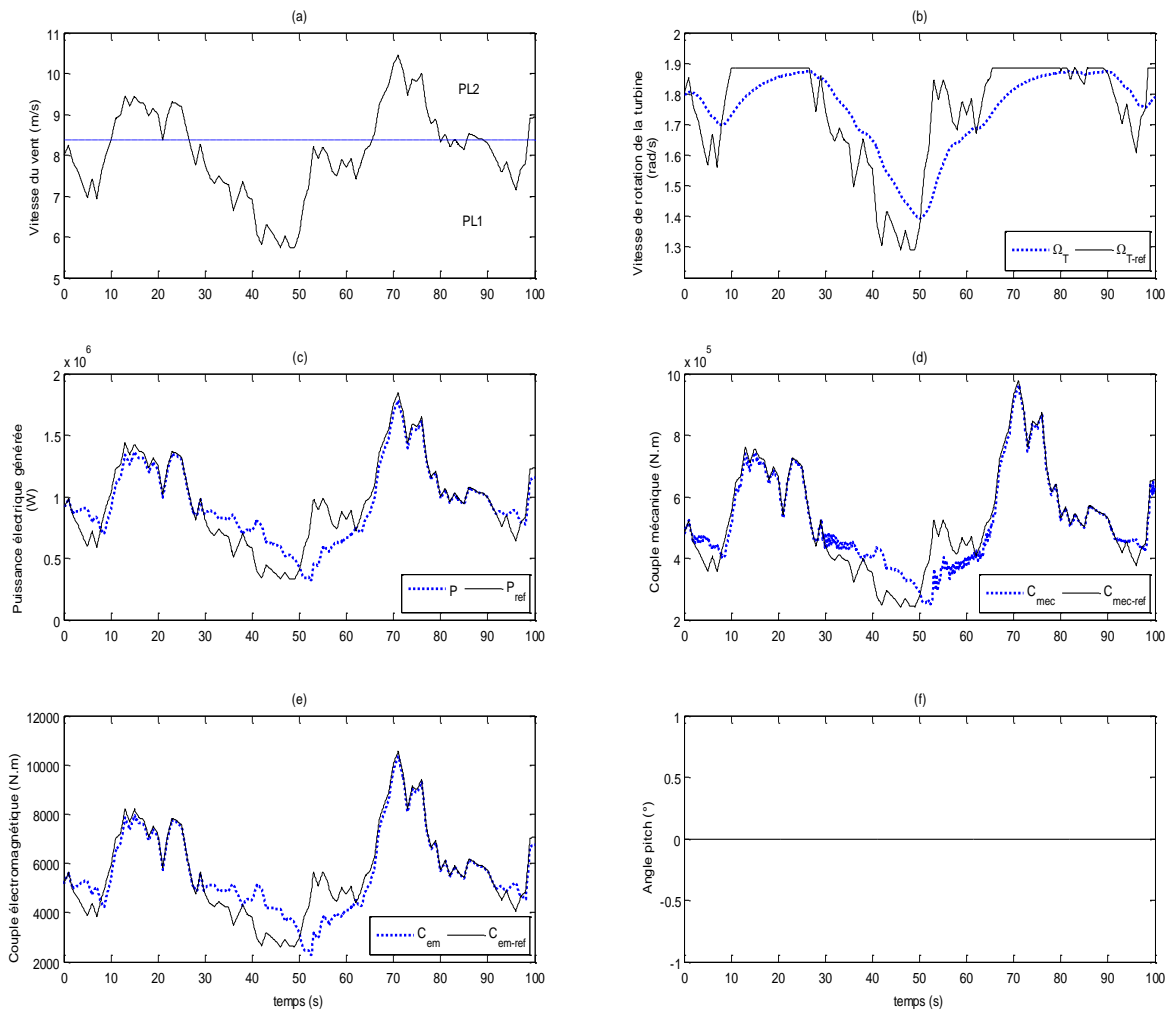 (a)
Vitesse du vent (m/s)
11
10
9
8
7
6
5
PL2
PL1
0 10 20 30 40 50 60 70 80 90 100
(b)
Vitesse de rotation de la turbine
(rad/s)
2
1.9
1.8
1.7
1.6
1.5
1.4
1.3
Ω_T Ω_T-ref
0 10 20 30 40 50 60 70 80 90 100
(c)
x 10^6
Puissance électrique générée
(W)
2
1.5
1
0.5
0
P P_ref
0 10 20 30 40 50 60 70 80 90 100
(d)
x 10^5
Couple mécanique (N.m)
10
8
6
4
2
C_mec C_mec-ref
0 10 20 30 40 50 60 70 80 90 100
(e)
Couple électromagnétique (N.m)
12000
10000
8000
6000
4000
2000
C_em C_em-ref
0 10 20 30 40 50 60 70 80 90 100
temps (s)
(f)
Angle pitch (°)
1
0.5
0
-0.5
-1
0 10 20 30 40 50 60 70 80 90 100
temps (s)